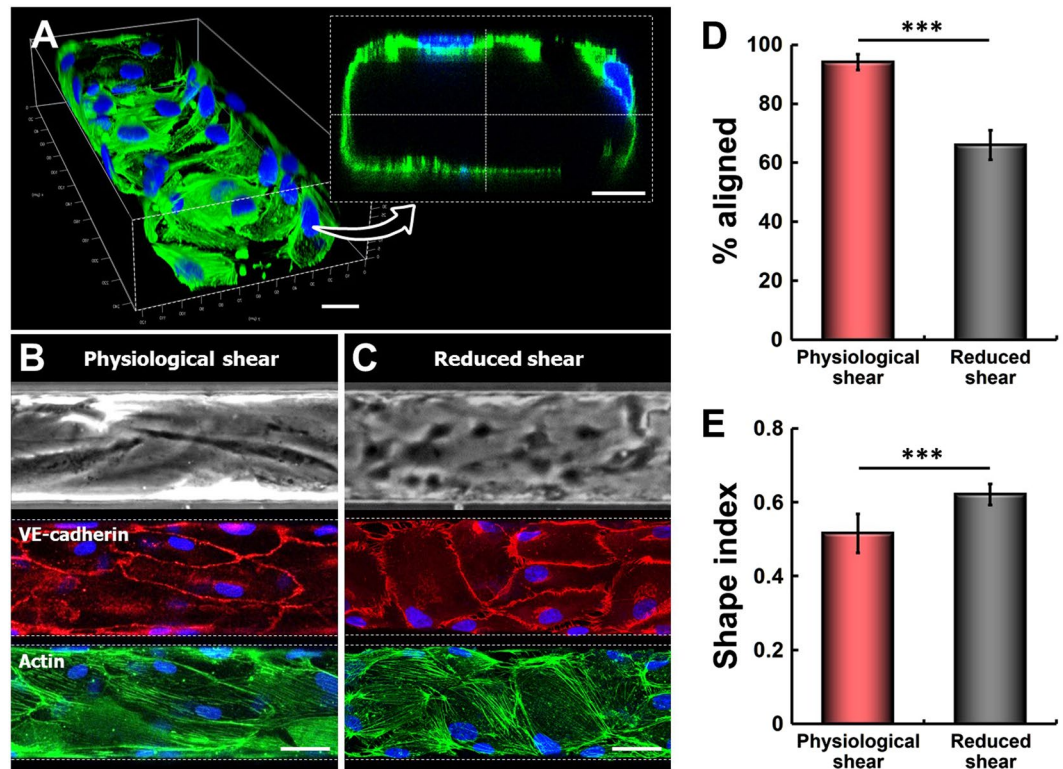 A
B
Physiological shear
C
Reduced shear
VE-cadherin
Actin
D
***
% aligned
100
80
60
40
20
0
Physiological
shear
Reduced
shear
E
***
Shape index
0.8
0.6
0.4
0.2
0
Physiological
shear
Reduced
shear